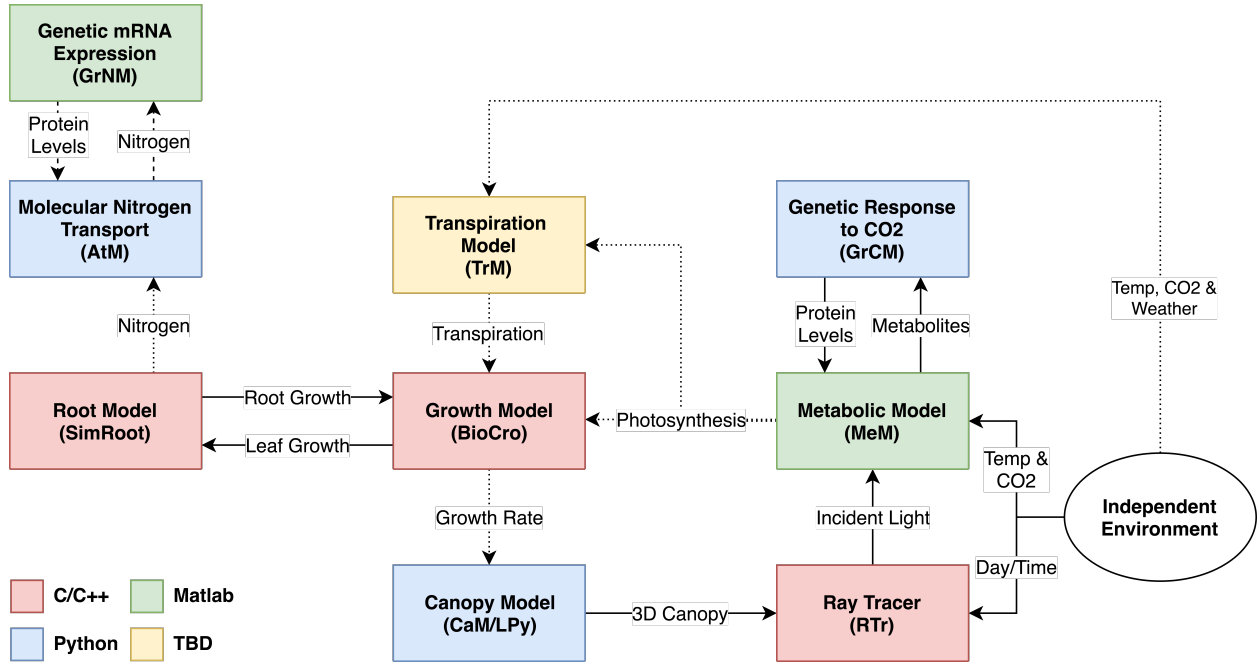 Genetic mRNA
Expression
(GrNM)
Protein
Levels
Nitrogen
Molecular Nitrogen
Transport
(AtM)
Transpiration
Model
(TrM)
Genetic Response
to CO2
(GrCM)
Temp, CO2 &
Weather
Nitrogen
Transpiration
Protein
Levels
Metabolites
Root Model
(SimRoot)
Root Growth
Leaf Growth
Growth Model
(BioCro)
Photosynthesis
Metabolic Model
(MeM)
Temp &
CO2
Independent
Environment
Growth Rate
Incident Light
Day/Time
Canopy Model
(CaM/LPy)
3D Canopy
Ray Tracer
(RTr)
C/C++
Matlab
Python
TBD